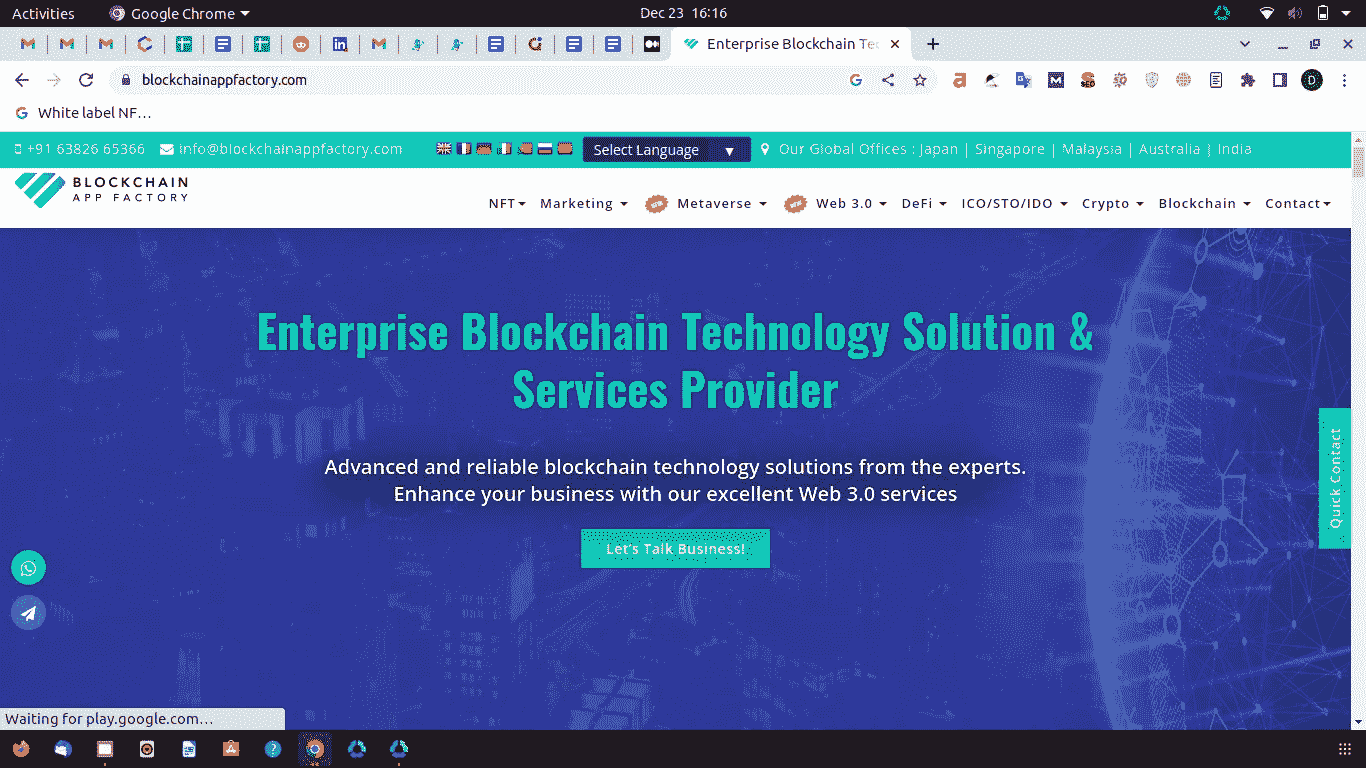 Activities Google Chrome Dec 23 16:16
Enterprise Blockchain Tec
blockchainappfactory.com
White label NF…
+91 63826 65366 info@blockchainappfactory.com Select Language Our Global Offices : Japan | Singapore | Malaysia | Australia | India
BLOCKCHAIN
APP FACTORY
NFT Marketing Metaverse Web 3.0 DeFi ICO/STO/IDO Crypto Blockchain Contact
Enterprise Blockchain Technology Solution &
Services Provider
Advanced and reliable blockchain technology solutions from the experts.
Enhance your business with our excellent Web 3.0 services
Let's Talk Business!
Quick Contact
Waiting for play.google.com…